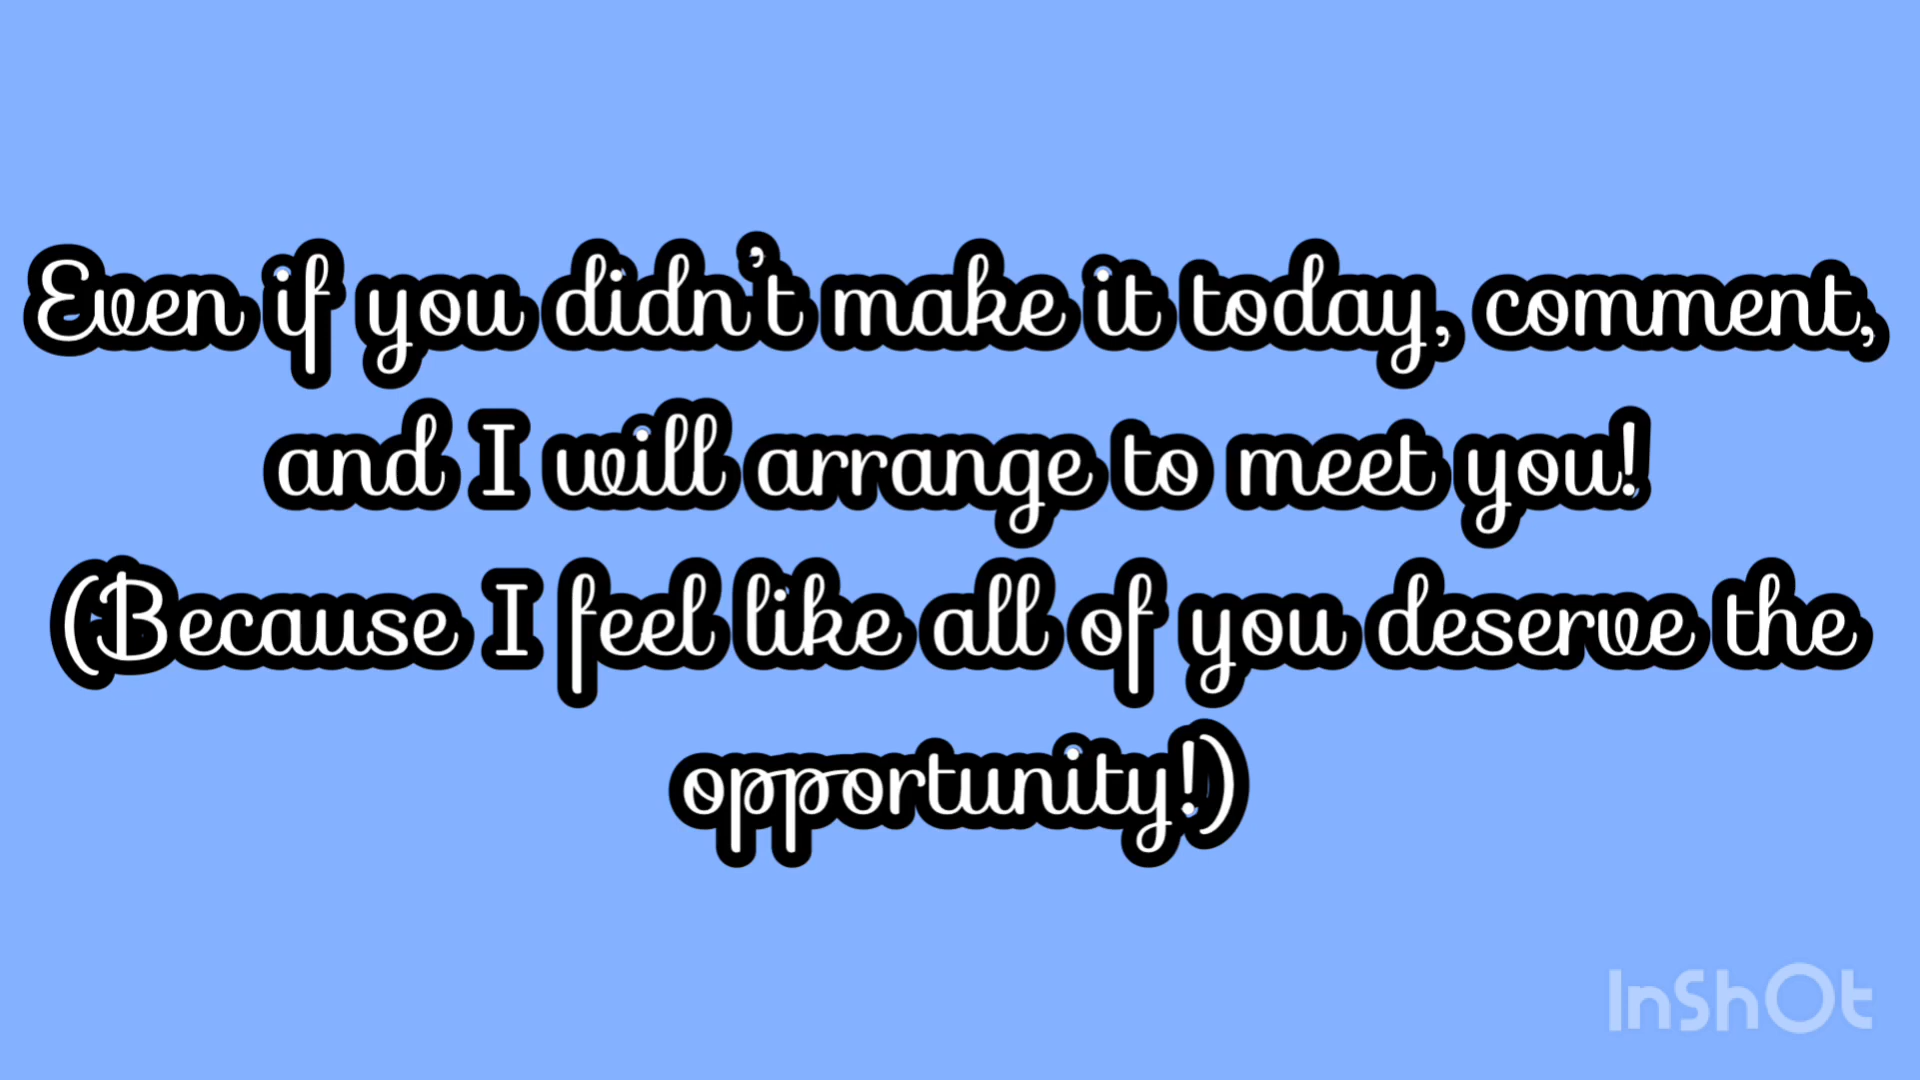 Even if you didn’t make it today, comment,
and I will arrange to meet you!
(Because I feel like all of you deserve the
opportunity!)
InShOt